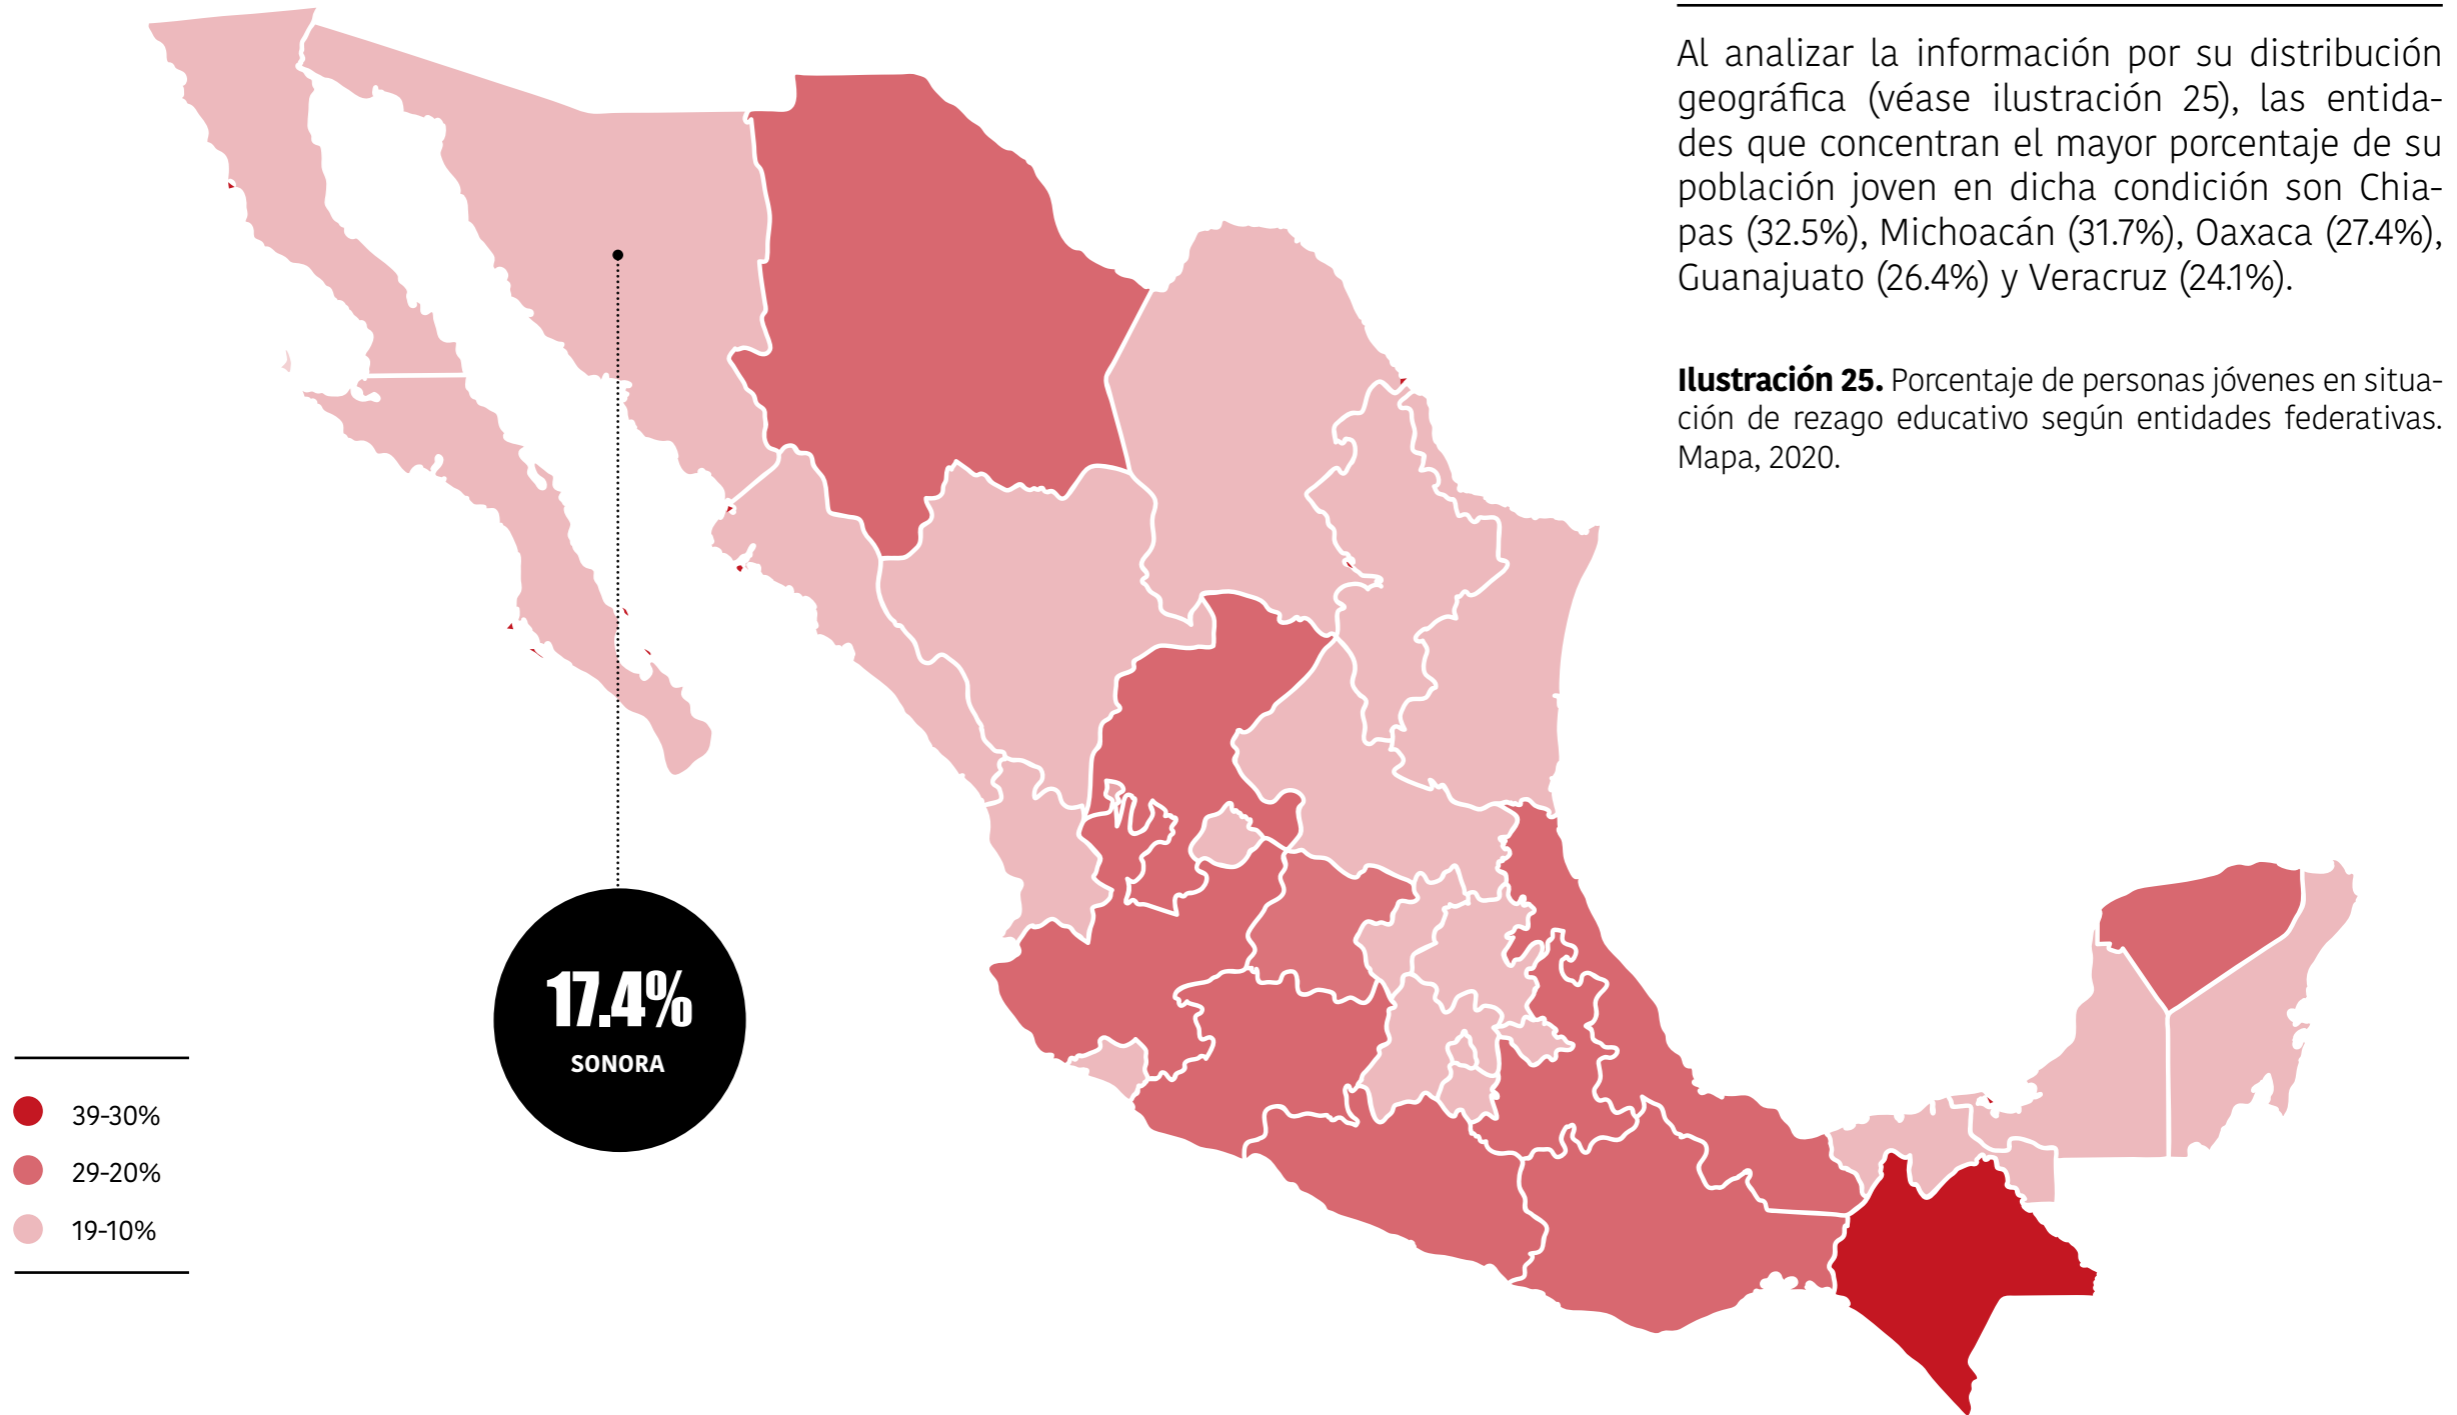 Al analizar la información por su distribución
geográfica (véase ilustración 25), las entida-
des que concentran el mayor porcentaje de su
población joven en dicha condición son Chia-
pas (32.5%), Michoacán (31.7%), Oaxaca (27.4%),
Guanajuato (26.4%) y Veracruz (24.1%).
Ilustración 25. Porcentaje de personas jóvenes en situa-
ción de rezago educativo según entidades federativas.
Mapa, 2020.
17.4%
SONORA
39-30%
29-20%
19-10%